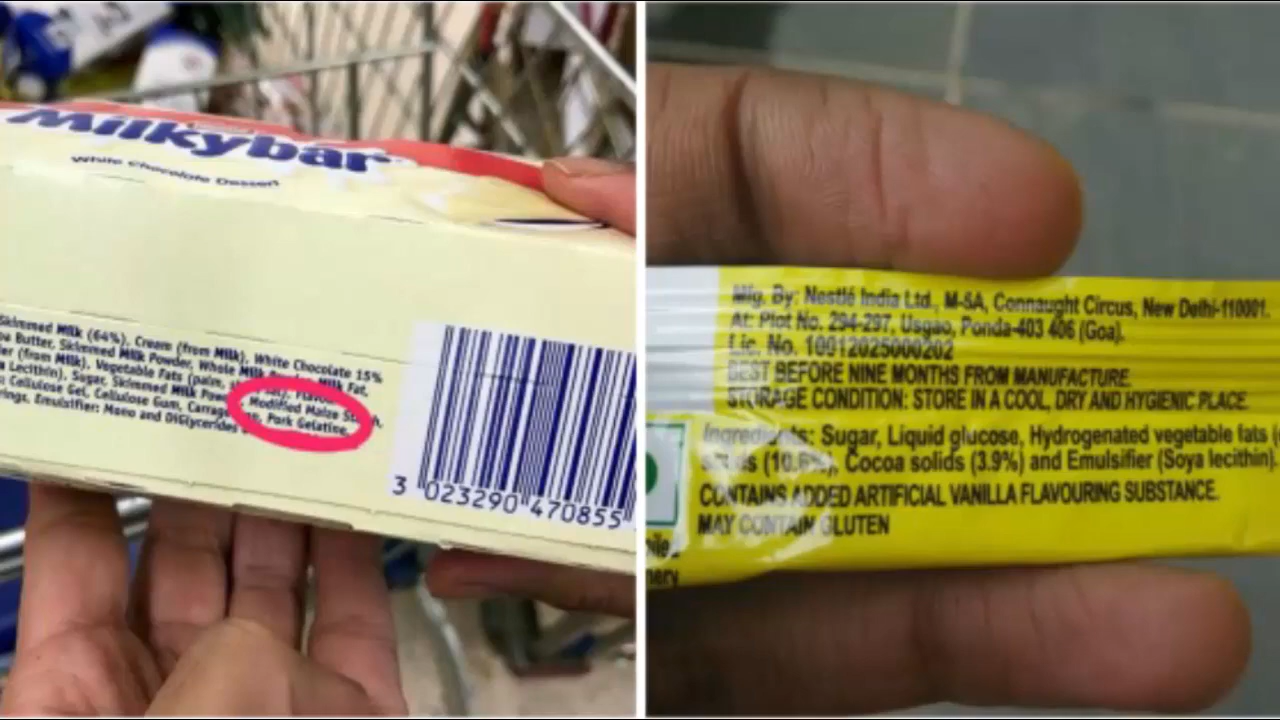 Milkybar
White Chocolate Dessert
Skimmed Milk (64%), Cream (from Milk), White Chocolate 15%
Butter, Skimmed Milk Powder, Whole Milk Fat,
(from Milk), Vegetable Fats (palm,
Lecithin), Sugar, Skimmed Milk Modified Maize
Cellulose Gel, Cellulose Gum, Pork Gelatine,
Emulsifier: Mono and DiGlycerides
3 023290 470855
Mfg. By: Nestlé India Ltd., M-5A, Connaught Circus, New Delhi-110001.
At: Plot No. 294-297, Usgao, Ponda-403 406 (Goa).
Lic. No. 10012025000202
BEST BEFORE NINE MONTHS FROM MANUFACTURE.
STORAGE CONDITION: STORE IN A COOL, DRY AND HYGIENIC PLACE.
Ingredients: Sugar, Liquid glucose, Hydrogenated vegetable fats
Cocoa solids (3.9%) and Emulsifier (Soya lecithin).
CONTAINS ADDED ARTIFICIAL VANILLA FLAVOURING SUBSTANCE.
MAY CONTAIN GLUTEN